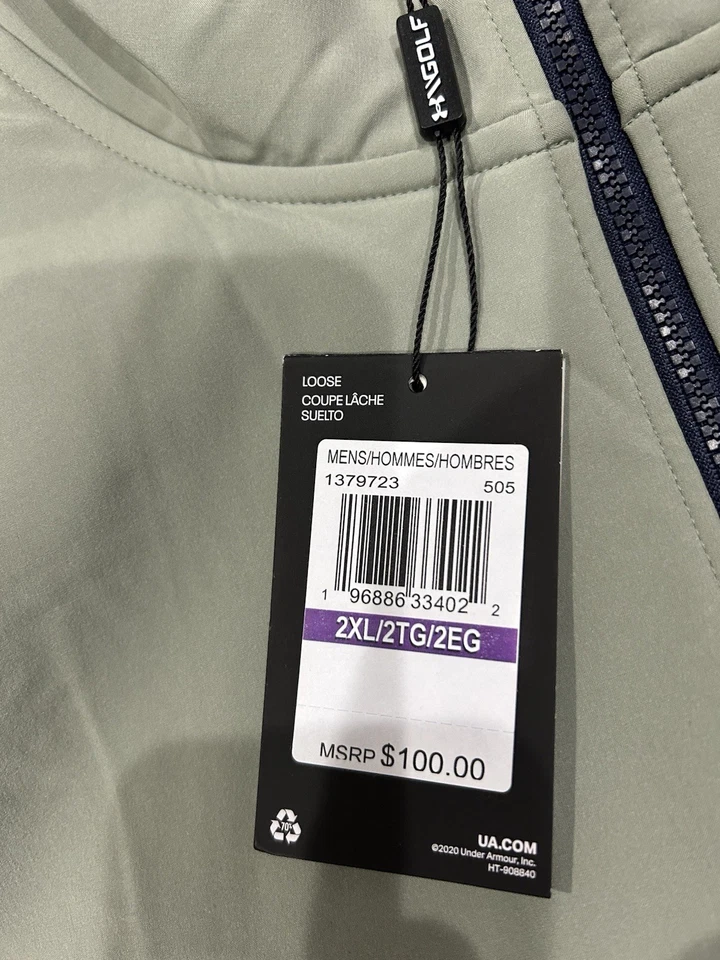 GOLF
LOOSE
COUPE LÂCHE
SUELTO
MENS/HOMMES/HOMBRES
1379723 505
1 96886 33402 2
2XL/2TG/2EG
MSRP $100.00
70%
UA.COM
©2020 Under Armour, Inc.
HT-908840